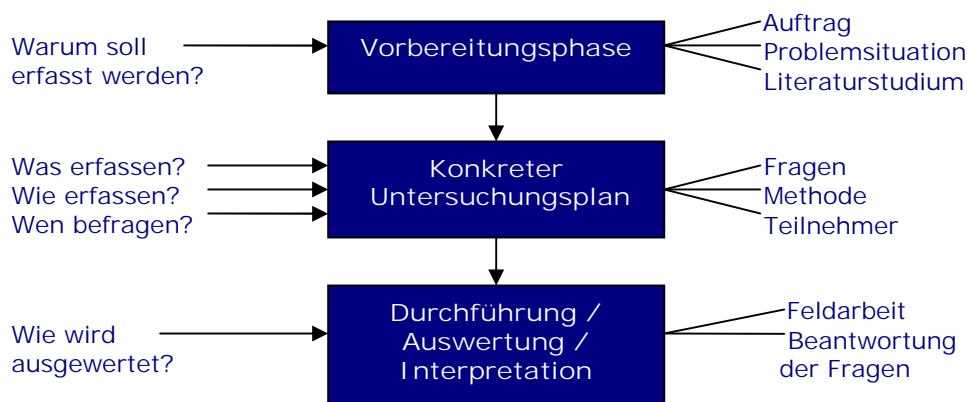 Warum soll
erfasst werden?
Vorbereitungsphase
Auftrag
Problemsituation
Literaturstudium
Was erfassen?
Wie erfassen?
Wen befragen?
Konkreter
Untersuchungsplan
Fragen
Methode
Teilnehmer
Wie wird
ausgewertet?
Durchführung /
Auswertung /
Interpretation
Feldarbeit
Beantwortung
der Fragen